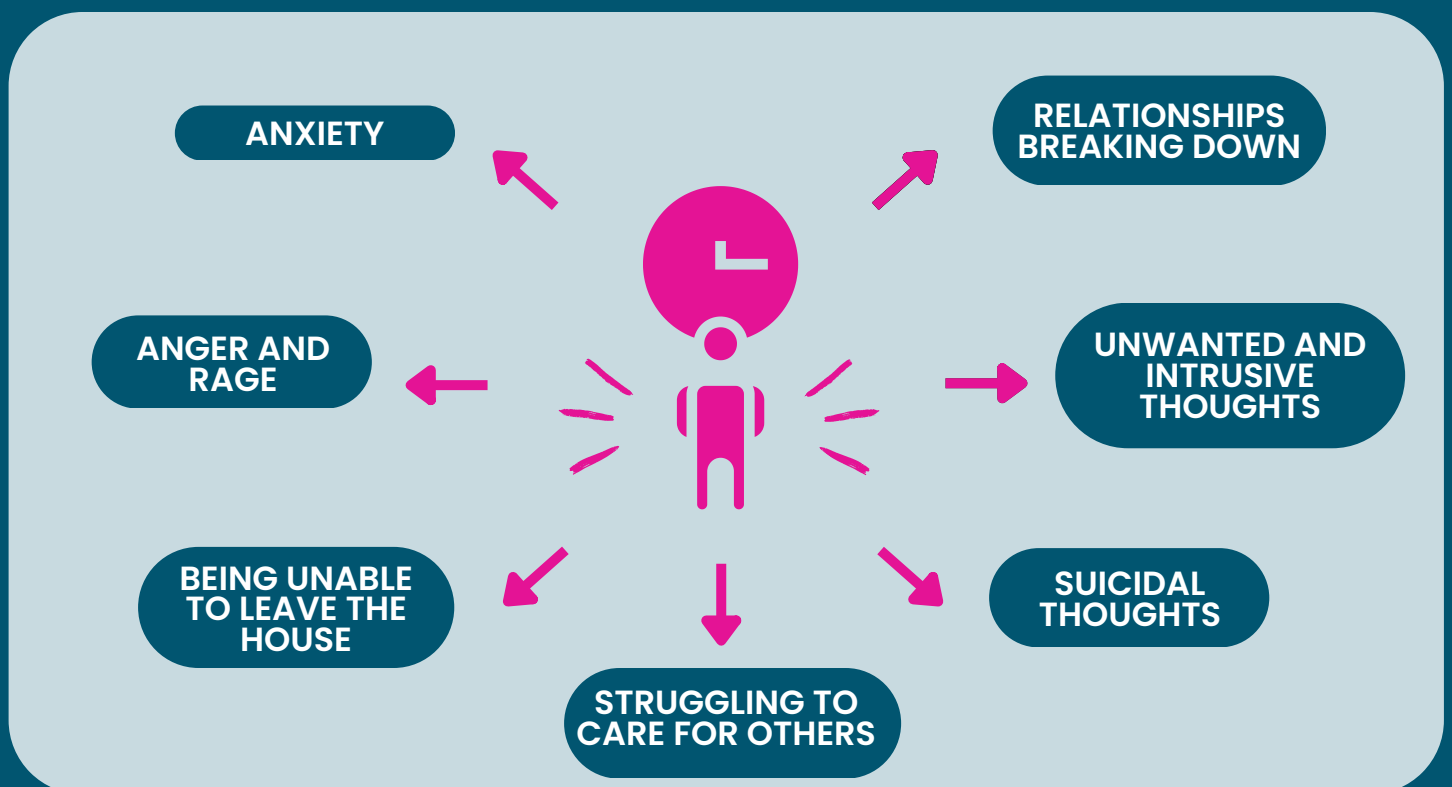 ANXIETY
RELATIONSHIPS
BREAKING DOWN
ANGER AND
RAGE
UNWANTED AND
INTRUSIVE
THOUGHTS
BEING UNABLE
TO LEAVE THE
HOUSE
SUICIDAL
THOUGHTS
STRUGGLING TO
CARE FOR OTHERS